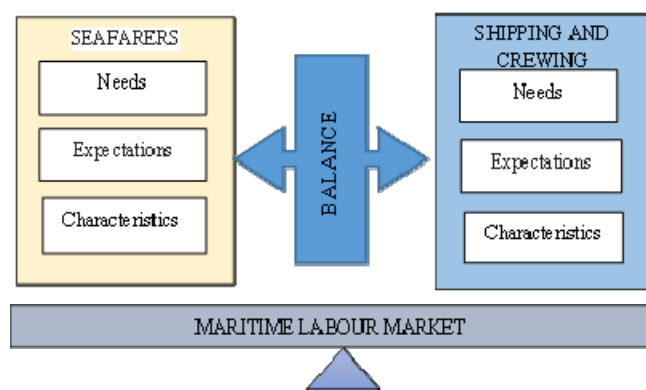 SEAFARERS
Needs
Expectations
Characteristics
BALANCE
SHIPPING AND
CREWING
Needs
Expectations
Characteristics
MARITIME LABOUR MARKET